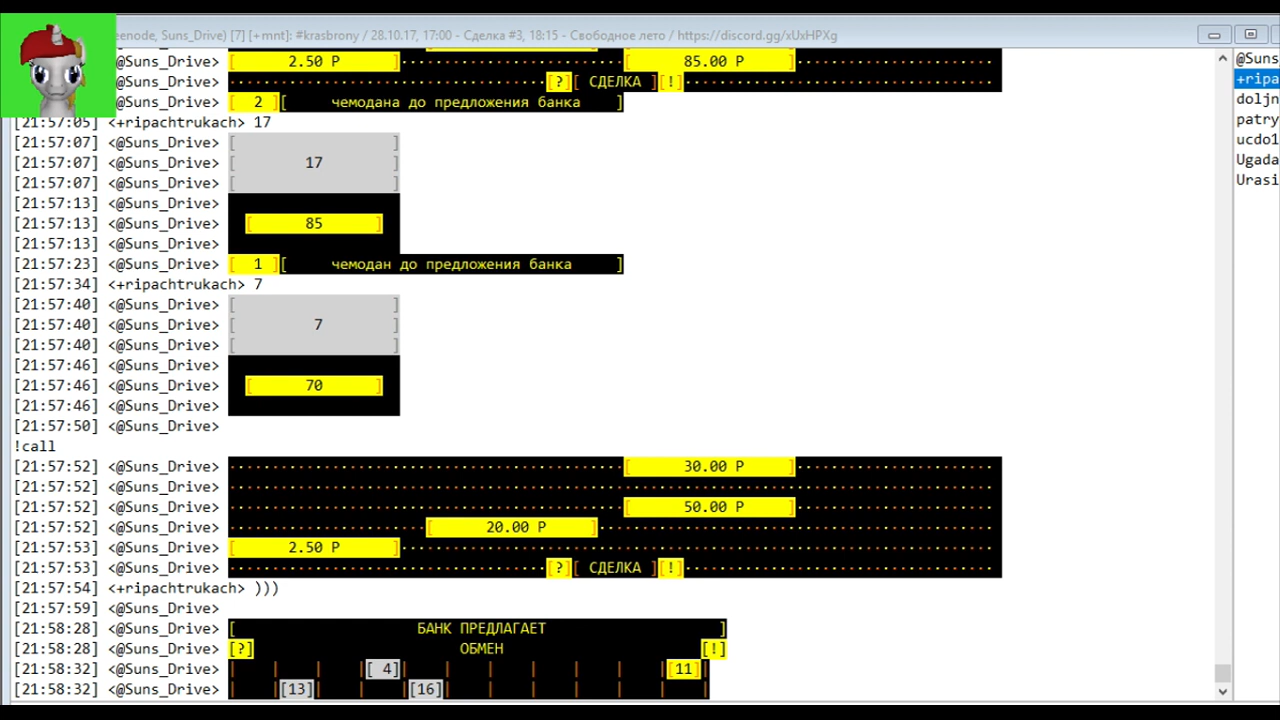 eenode, Suns_Drive) [7] [+mnt]: #krasbrony / 28.10.17, 17:00 - Сделка #3, 18:15 - Свободное лето / https://discord.gg/xUxHPXg
@Suns_Drive> [ 2.50 Р ] [ 85.00 Р ]
@Suns_Drive> [?][ СДЕЛКА ][!]
@Suns_Drive> [ 2 ][ чемодана до предложения банка ]
[21:57:05] <+ripachtrukach> 17
[21:57:07] <@Suns_Drive> [ ]
[21:57:07] <@Suns_Drive> [ 17 ]
[21:57:07] <@Suns_Drive> [ ]
[21:57:13] <@Suns_Drive>
[21:57:13] <@Suns_Drive> [ 85 ]
[21:57:13] <@Suns_Drive>
[21:57:23] <@Suns_Drive> [ 1 ][ чемодан до предложения банка ]
[21:57:34] <+ripachtrukach> 7
[21:57:40] <@Suns_Drive> [ ]
[21:57:40] <@Suns_Drive> [ 7 ]
[21:57:40] <@Suns_Drive> [ ]
[21:57:46] <@Suns_Drive>
[21:57:46] <@Suns_Drive> [ 70 ]
[21:57:46] <@Suns_Drive>
[21:57:50] <@Suns_Drive>
!call
[21:57:52] <@Suns_Drive> [ 30.00 Р ]
[21:57:52] <@Suns_Drive>
[21:57:52] <@Suns_Drive> [ 50.00 Р ]
[21:57:52] <@Suns_Drive> [ 20.00 Р ]
[21:57:53] <@Suns_Drive> [ 2.50 Р ]
[21:57:53] <@Suns_Drive> [?][ СДЕЛКА ][!]
[21:57:54] <+ripachtrukach> )))
[21:57:59] <@Suns_Drive>
[21:58:28] <@Suns_Drive> [ БАНК ПРЕДЛАГАЕТ ]
[21:58:28] <@Suns_Drive> [?] ОБМЕН [!]
[21:58:32] <@Suns_Drive> | | | [ 4] | | | | | | [11] |
[21:58:32] <@Suns_Drive> | [13] | | [16] | | | | | | |
@Suns
+ripa
doljn
patry
ucdo1
Ugada
Urasi